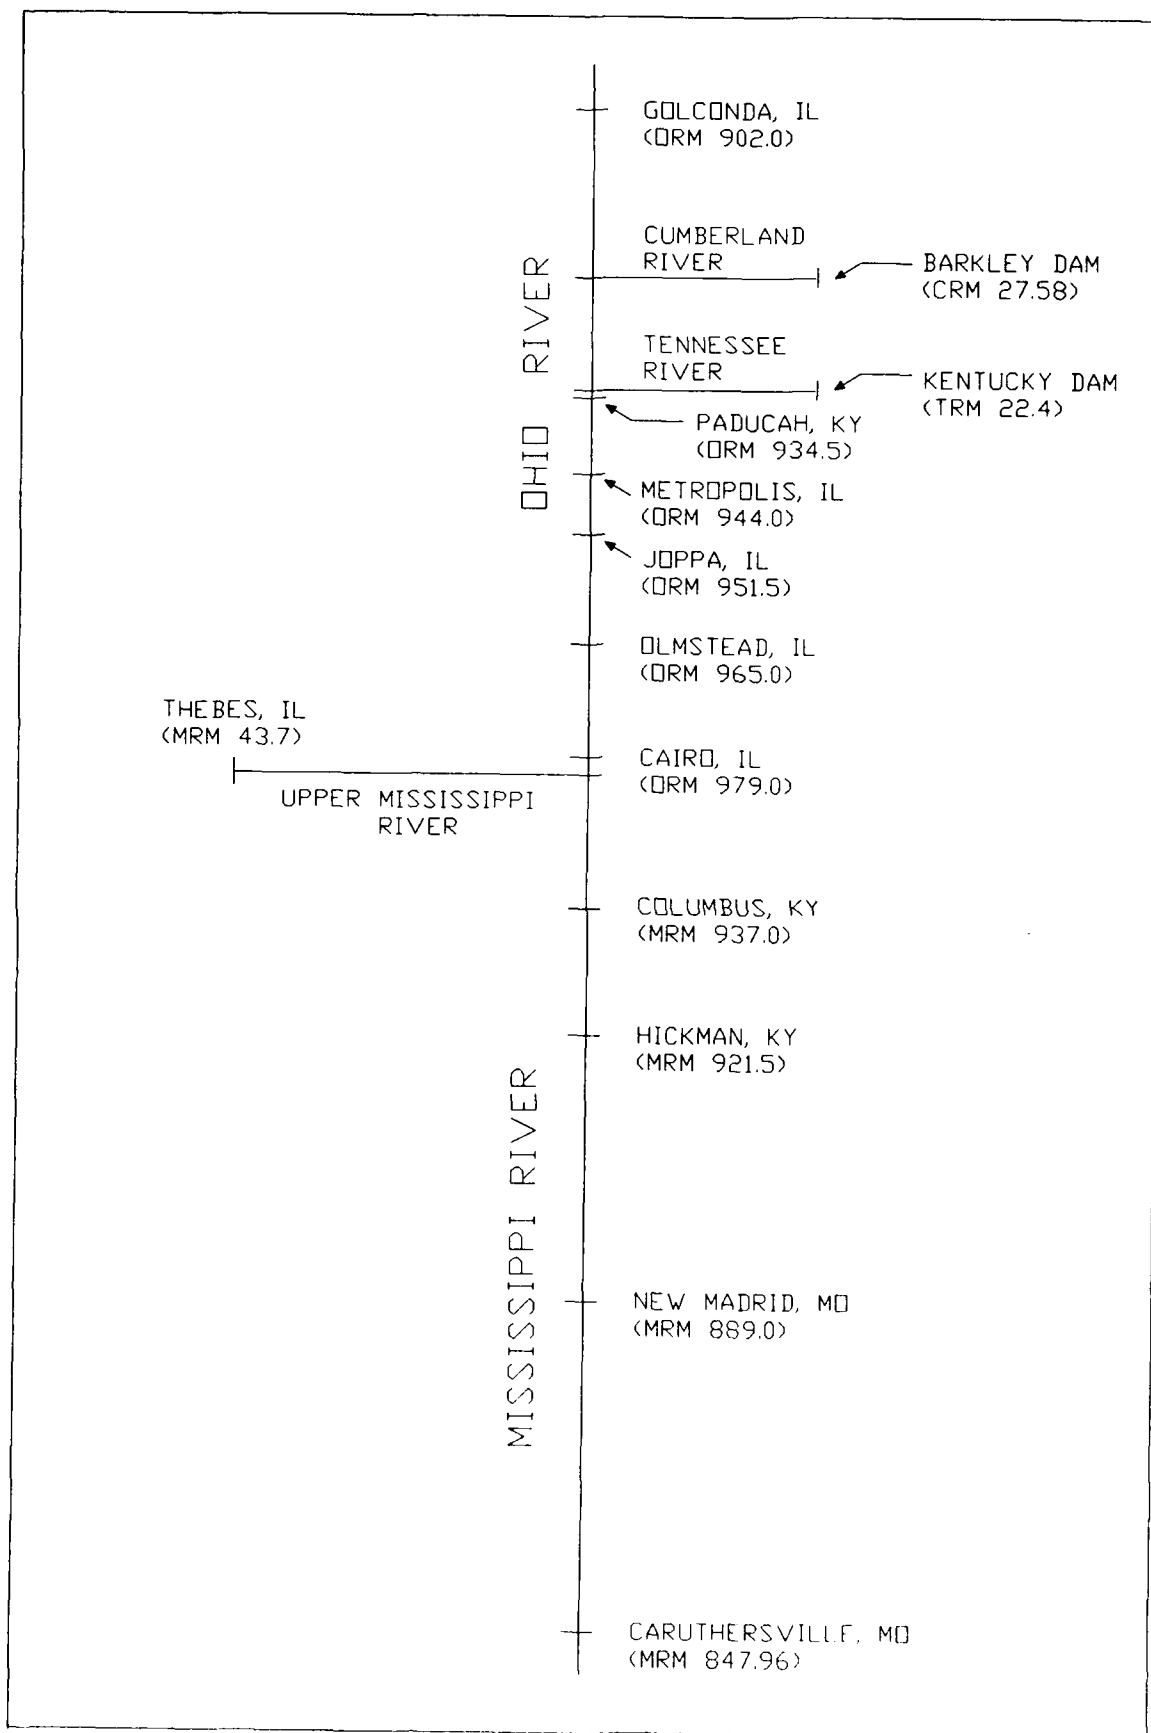 GOLCONDA, IL
(ORM 902.0)
CUMBERLAND
RIVER
BARKLEY DAM
(CRM 27.58)
OHIO RIVER
TENNESSEE
RIVER
KENTUCKY DAM
(TRM 22.4)
PADUCAH, KY
(ORM 934.5)
METROPOLIS, IL
(ORM 944.0)
JOPPA, IL
(ORM 951.5)
OLMSTEAD, IL
(ORM 965.0)
THEBES, IL
(MRM 43.7)
CAIRO, IL
(ORM 979.0)
UPPER MISSISSIPPI
RIVER
COLUMBUS, KY
(MRM 937.0)
HICKMAN, KY
(MRM 921.5)
MISSISSIPPI RIVER
NEW MADRID, MO
(MRM 889.0)
CARUTHERSVILLE, MO
(MRM 847.96)